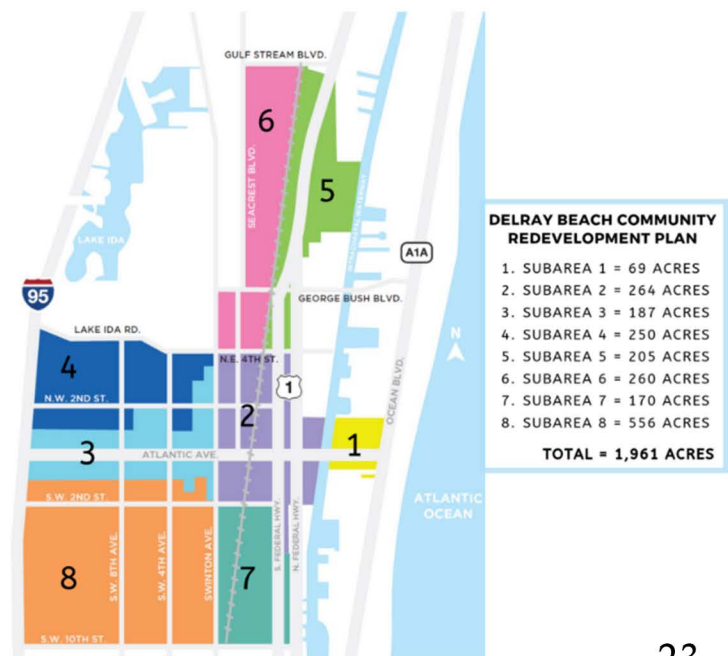 GULF STREAM BLVD.
6
SEACREST BLVD.
5
INTRACOASTAL WATERWAY
LAKE IDA
A1A
DELRAY BEACH COMMUNITY
REDEVELOPMENT PLAN
1. SUBAREA 1 = 69 ACRES
2. SUBAREA 2 = 264 ACRES
3. SUBAREA 3 = 187 ACRES
4. SUBAREA 4 = 250 ACRES
5. SUBAREA 5 = 205 ACRES
6. SUBAREA 6 = 260 ACRES
7. SUBAREA 7 = 170 ACRES
8. SUBAREA 8 = 556 ACRES
TOTAL = 1,961 ACRES
95
GEORGE BUSH BLVD.
LAKE IDA RD.
N
N.E. 4TH ST.
4
1
OCEAN BLVD.
N.W. 2ND ST.
2
3
ATLANTIC AVE.
1
S.W. 2ND ST.
ATLANTIC
OCEAN
S. FEDERAL HWY.
N. FEDERAL HWY.
S.W. 8TH AVE.
S.W. 4TH AVE.
SWINTON AVE.
8
7
S.W. 10TH ST.
23